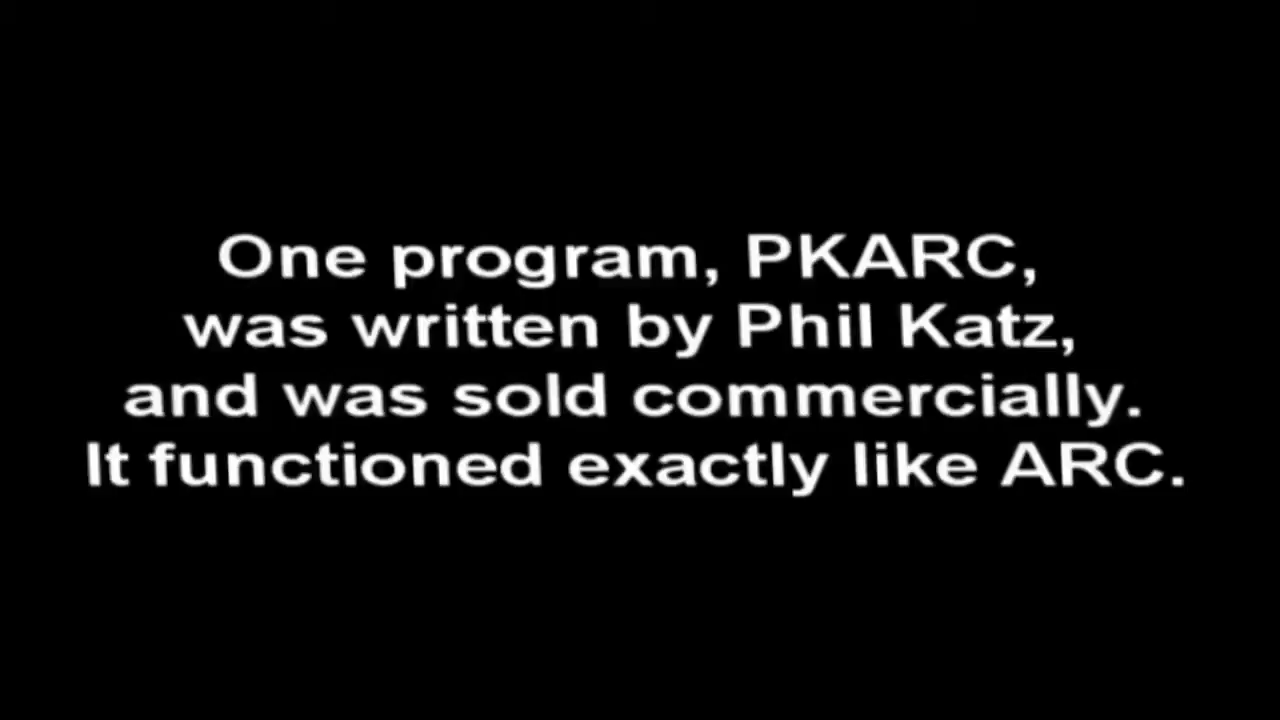 One program, PKARC,
was written by Phil Katz,
and was sold commercially.
It functioned exactly like ARC.